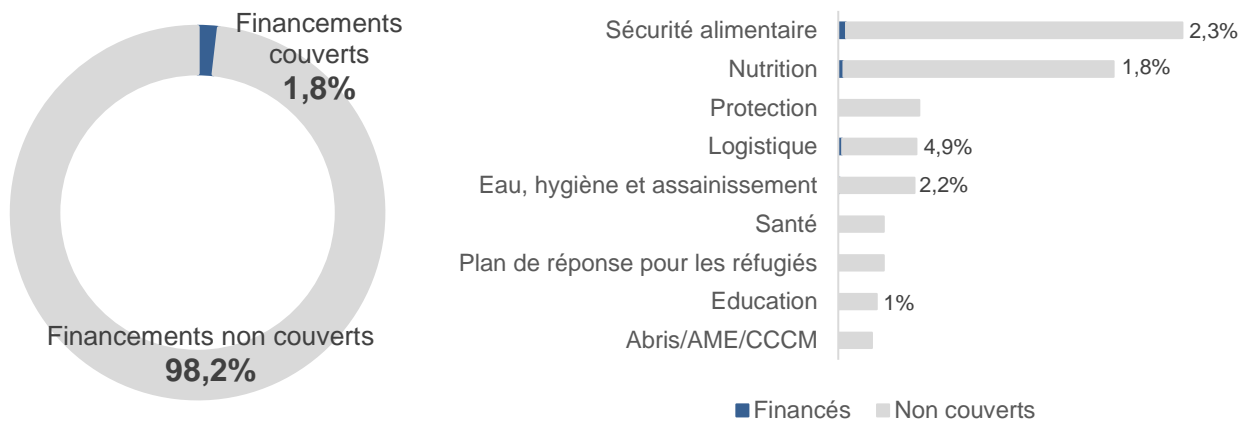 Financements
couverts
1,8%
Financements non couverts
98,2%
Sécurité alimentaire 2,3%
Nutrition 1,8%
Protection
Logistique 4,9%
Eau, hygiène et assainissement 2,2%
Santé
Plan de réponse pour les réfugiés
Education 1%
Abris/AME/CCCM
Financés Non couverts